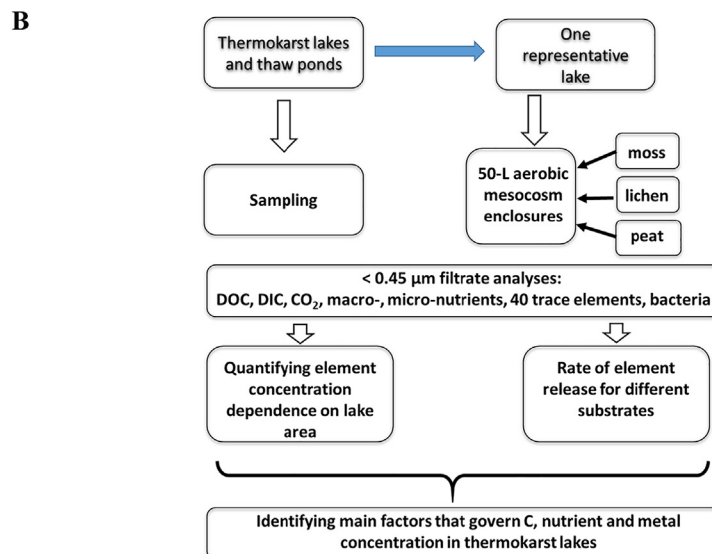 B
Thermokarst lakes
and thaw ponds
One
representative
lake
Sampling
50-L aerobic
mesocosm
enclosures
moss
lichen
peat
< 0.45 µm filtrate analyses:
DOC, DIC, CO₂, macro-, micro-nutrients, 40 trace elements, bacteria
Quantifying element
concentration
dependence on lake
area
Rate of element
release for different
substrates
Identifying main factors that govern C, nutrient and metal
concentration in thermokarst lakes